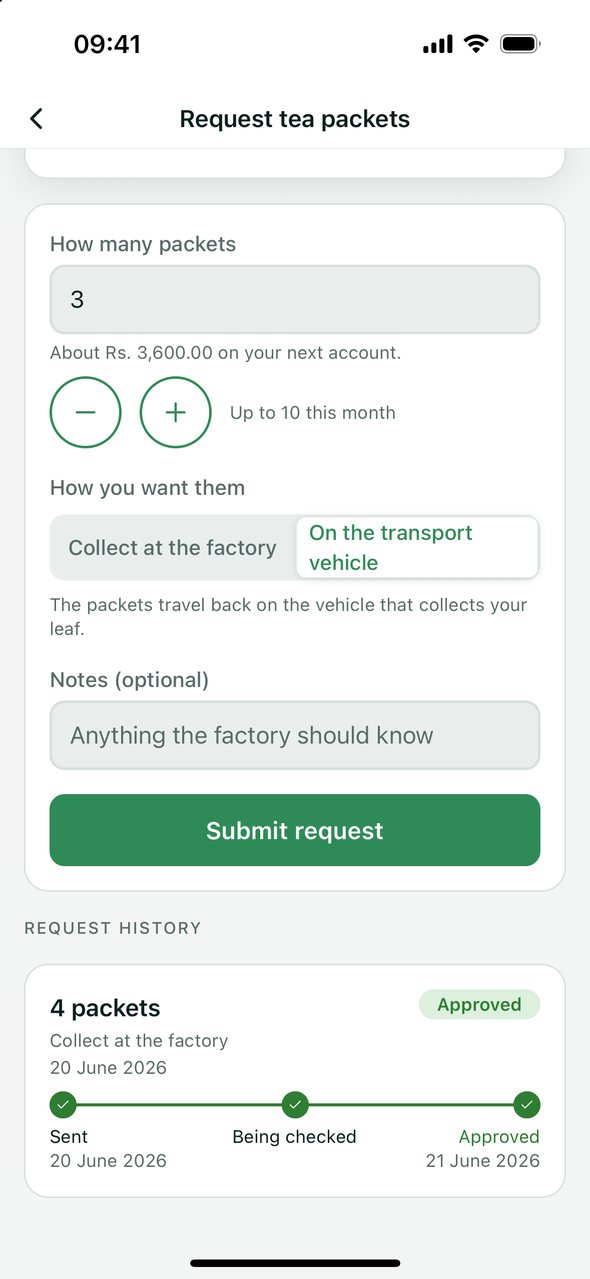 09:41
Request tea packets
How many packets
3
About Rs. 3,600.00 on your next account.
Up to 10 this month
How you want them
Collect at the factory
On the transport
vehicle
The packets travel back on the vehicle that collects your
leaf.
Notes (optional)
Anything the factory should know
Submit request
REQUEST HISTORY
4 packets
Approved
Collect at the factory
20 June 2026
Sent
Being checked
Approved
20 June 2026
21 June 2026